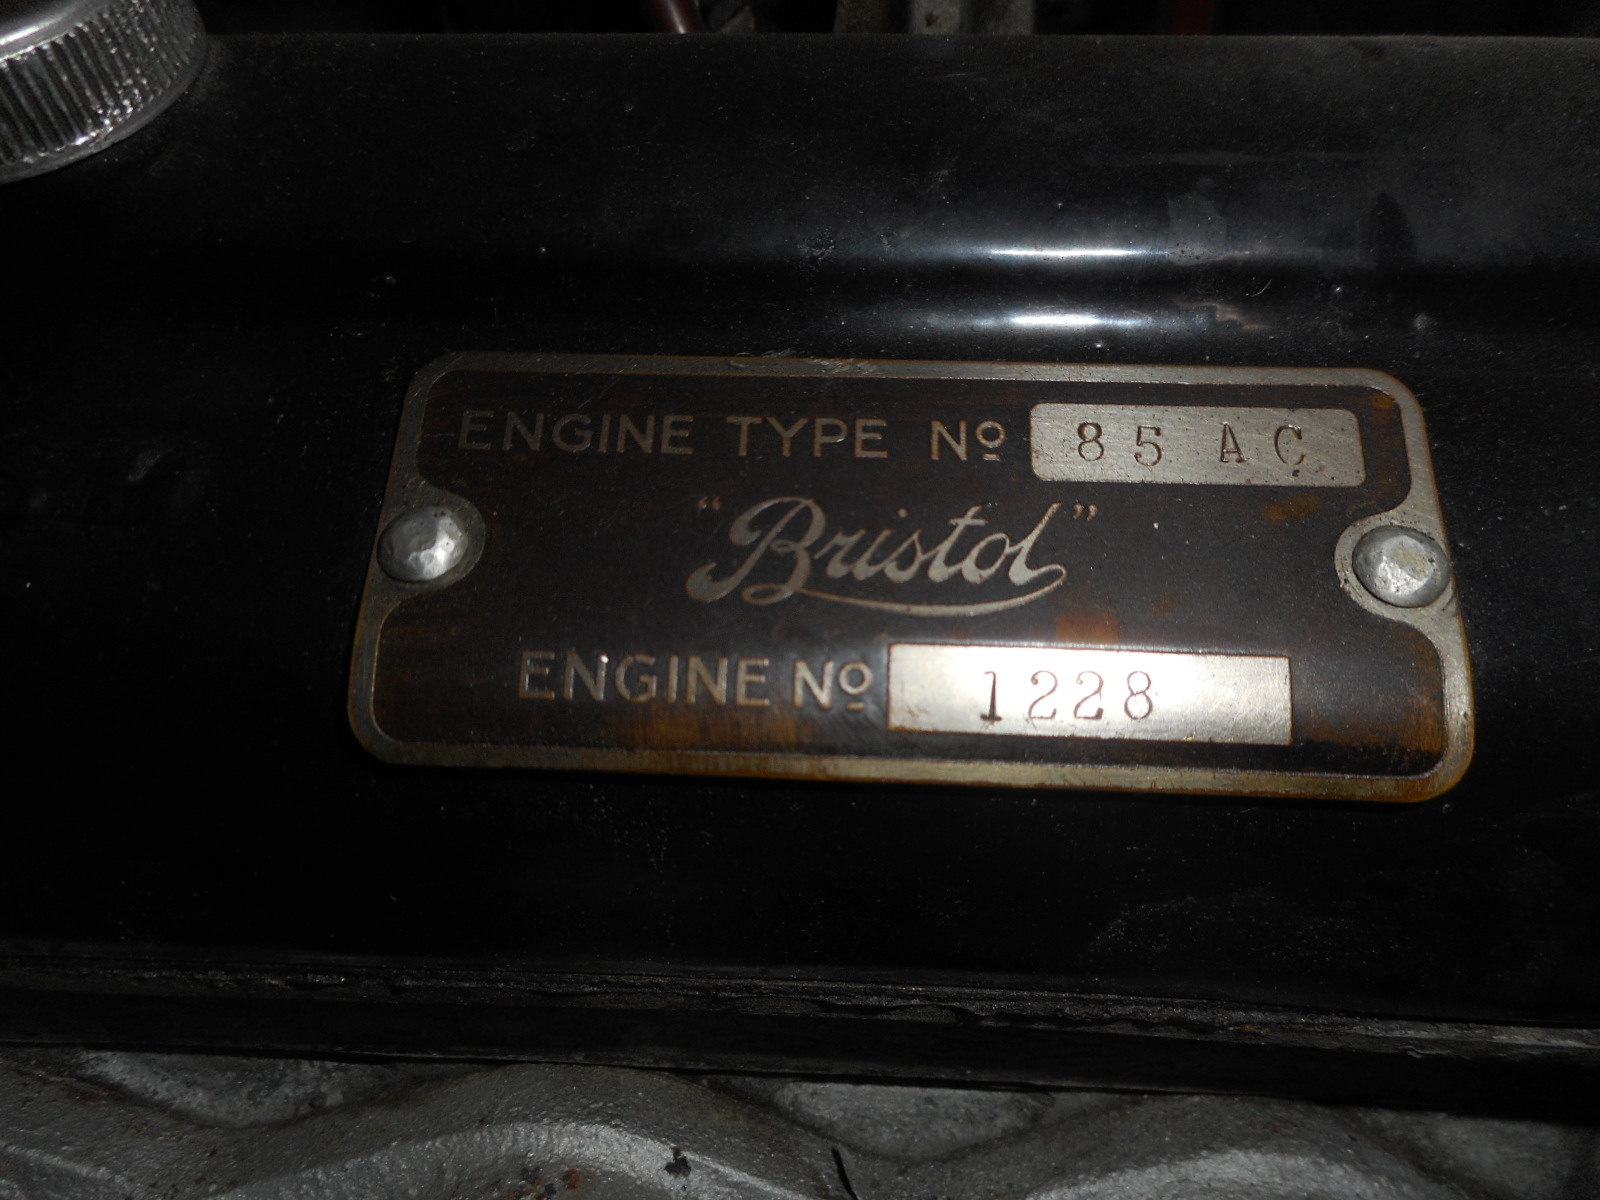 ENGINE TYPE Nº 85 AC
"Bristol"
ENGINE Nº 1228